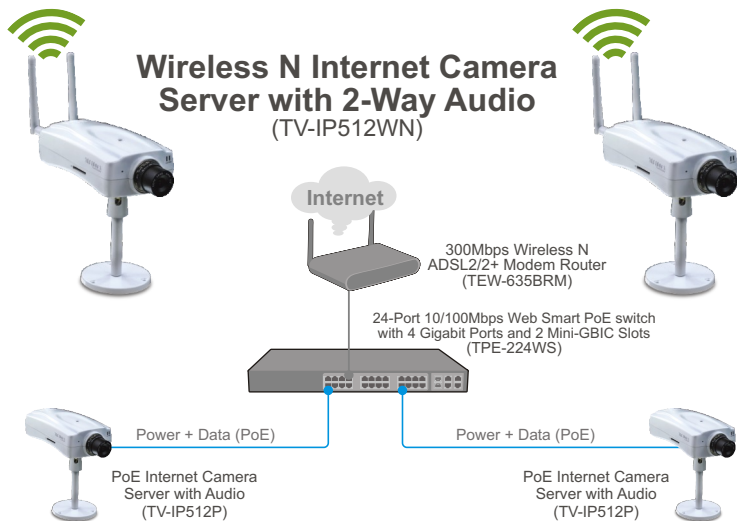 Wireless N Internet Camera
Server with 2-Way Audio
(TV-IP512WN)
Internet
300Mbps Wireless N
ADSL2/2+ Modem Router
(TEW-635BRM)
24-Port 10/100Mbps Web Smart PoE switch
with 4 Gigabit Ports and 2 Mini-GBIC Slots
(TPE-224WS)
Power + Data (PoE)
Power + Data (PoE)
PoE Internet Camera
Server with Audio
(TV-IP512P)
PoE Internet Camera
Server with Audio
(TV-IP512P)